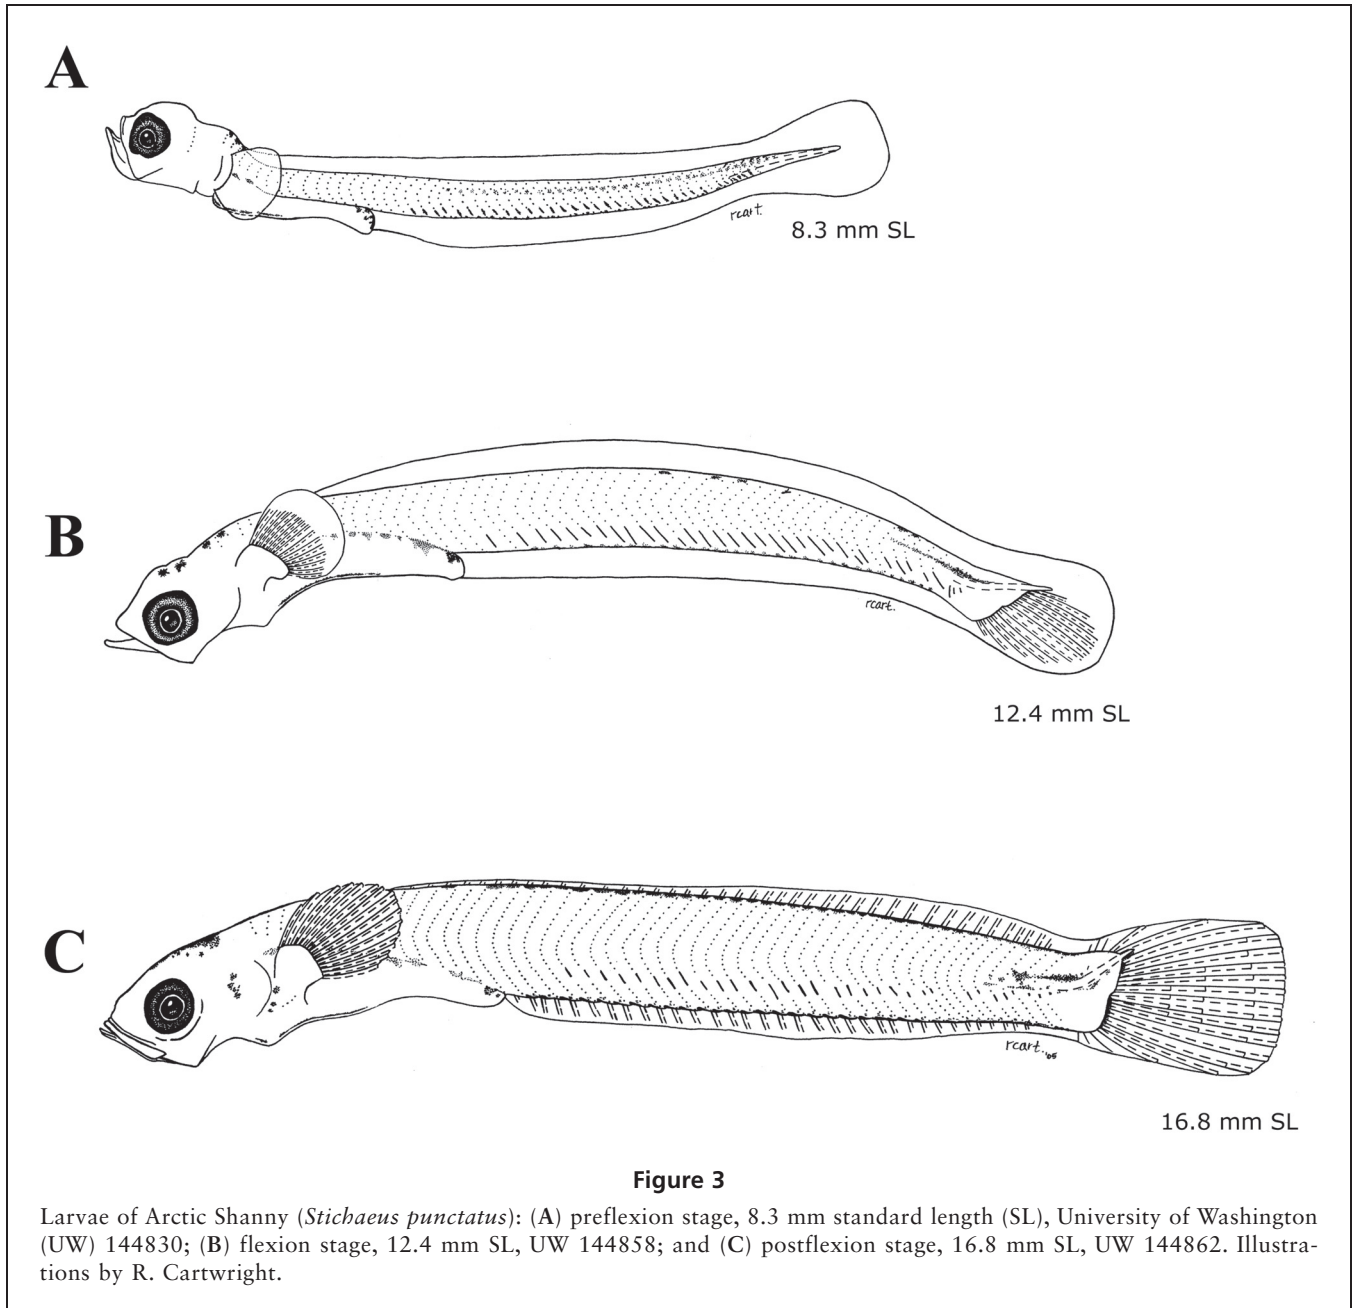 A
rcart.
8.3 mm SL
B
rcart.
12.4 mm SL
C
rcart. '05
16.8 mm SL
Figure 3
Larvae of Arctic Shanny (Stichaeus punctatus): (A) preflexion stage, 8.3 mm standard length (SL), University of Washington
(UW) 144830; (B) flexion stage, 12.4 mm SL, UW 144858; and (C) postflexion stage, 16.8 mm SL, UW 144862. Illustra-
tions by R. Cartwright.